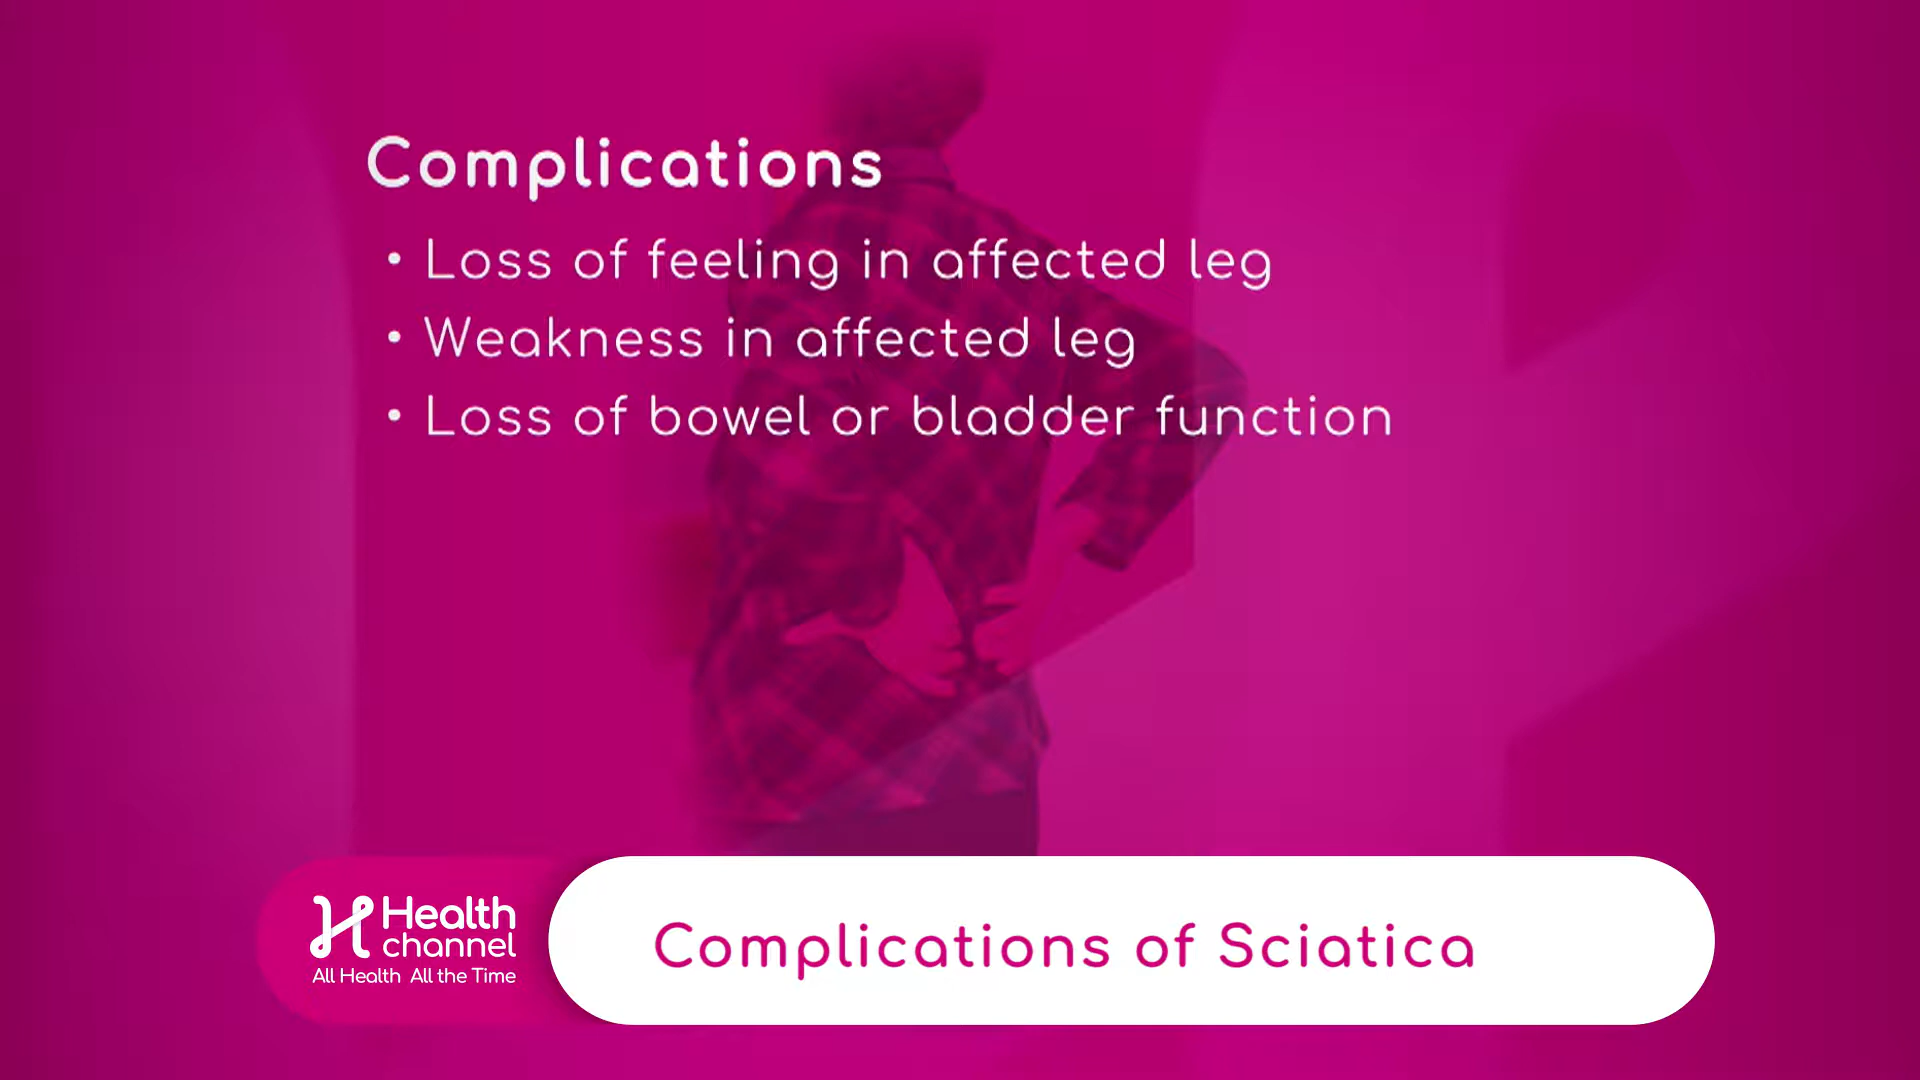 Complications
• Loss of feeling in affected leg
• Weakness in affected leg
• Loss of bowel or bladder function
Health
channel
All Health All the Time
Complications of Sciatica